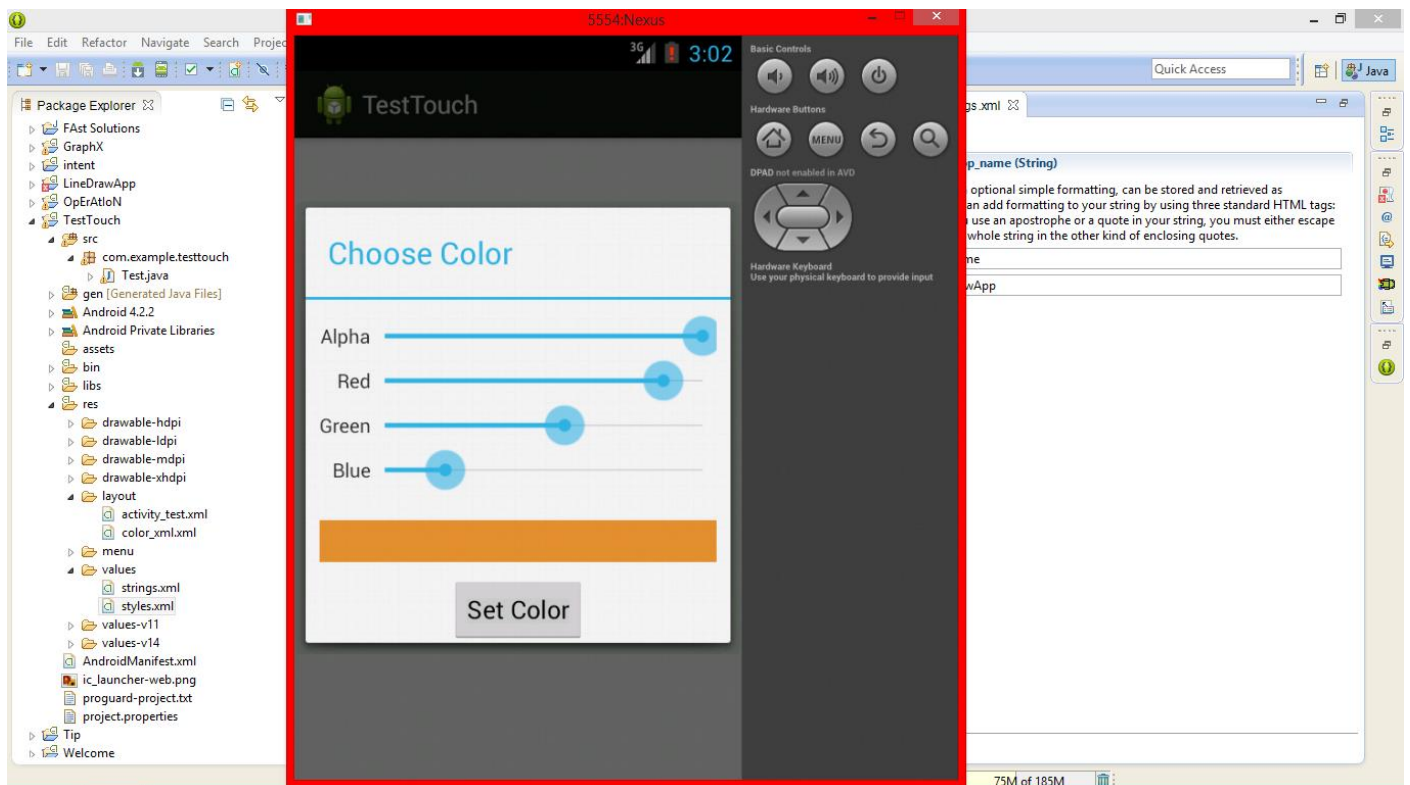 5554:Nexus
File Edit Refactor Navigate Search Projec
Quick Access
Java
Package Explorer
FAst Solutions
GraphX
intent
LineDrawApp
OpErAtIoN
TestTouch
src
com.example.testtouch
Test.java
gen [Generated Java Files]
Android 4.2.2
Android Private Libraries
assets
bin
libs
res
drawable-hdpi
drawable-ldpi
drawable-mdpi
drawable-xhdpi
layout
activity_test.xml
color_xml.xml
menu
values
strings.xml
styles.xml
values-v11
values-v14
AndroidManifest.xml
ic_launcher-web.png
proguard-project.txt
project.properties
Tip
Welcome
3G 3:02
TestTouch
Choose Color
Alpha
Red
Green
Blue
Set Color
Basic Controls
Hardware Buttons
MENU
DPAD not enabled in AVD
Hardware Keyboard
Use your physical keyboard to provide input
gs.xml
p_name (String)
optional simple formatting, can be stored and retrieved as
an add formatting to your string by using three standard HTML tags:
use an apostrophe or a quote in your string, you must either escape
whole string in the other kind of enclosing quotes.
me
wApp
75M of 185M